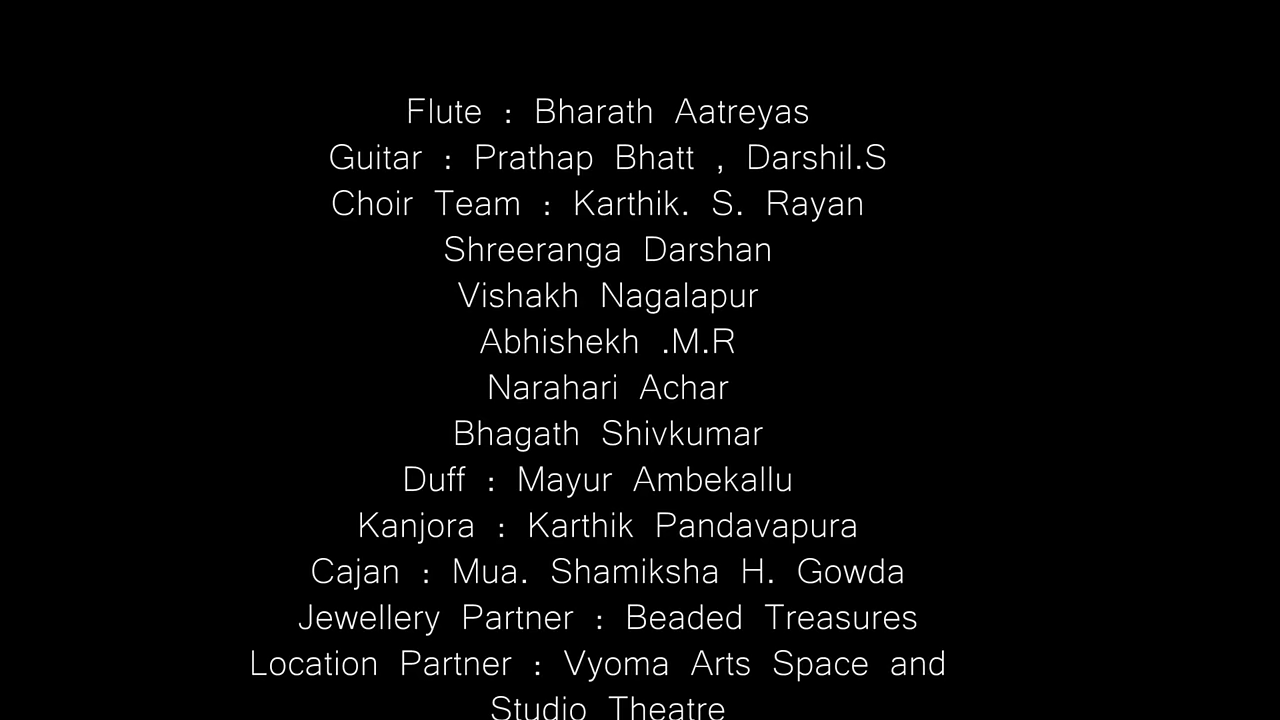 Flute : Bharath Aatreyas
Guitar : Prathap Bhatt , Darshil.S
Choir Team : Karthik. S. Rayan
Shreeranga Darshan
Vishakh Nagalapur
Abhishekh .M.R
Narahari Achar
Bhagath Shivkumar
Duff : Mayur Ambekallu
Kanjora : Karthik Pandavapura
Cajan : Mua. Shamiksha H. Gowda
Jewellery Partner : Beaded Treasures
Location Partner : Vyoma Arts Space and
Studio Theatre